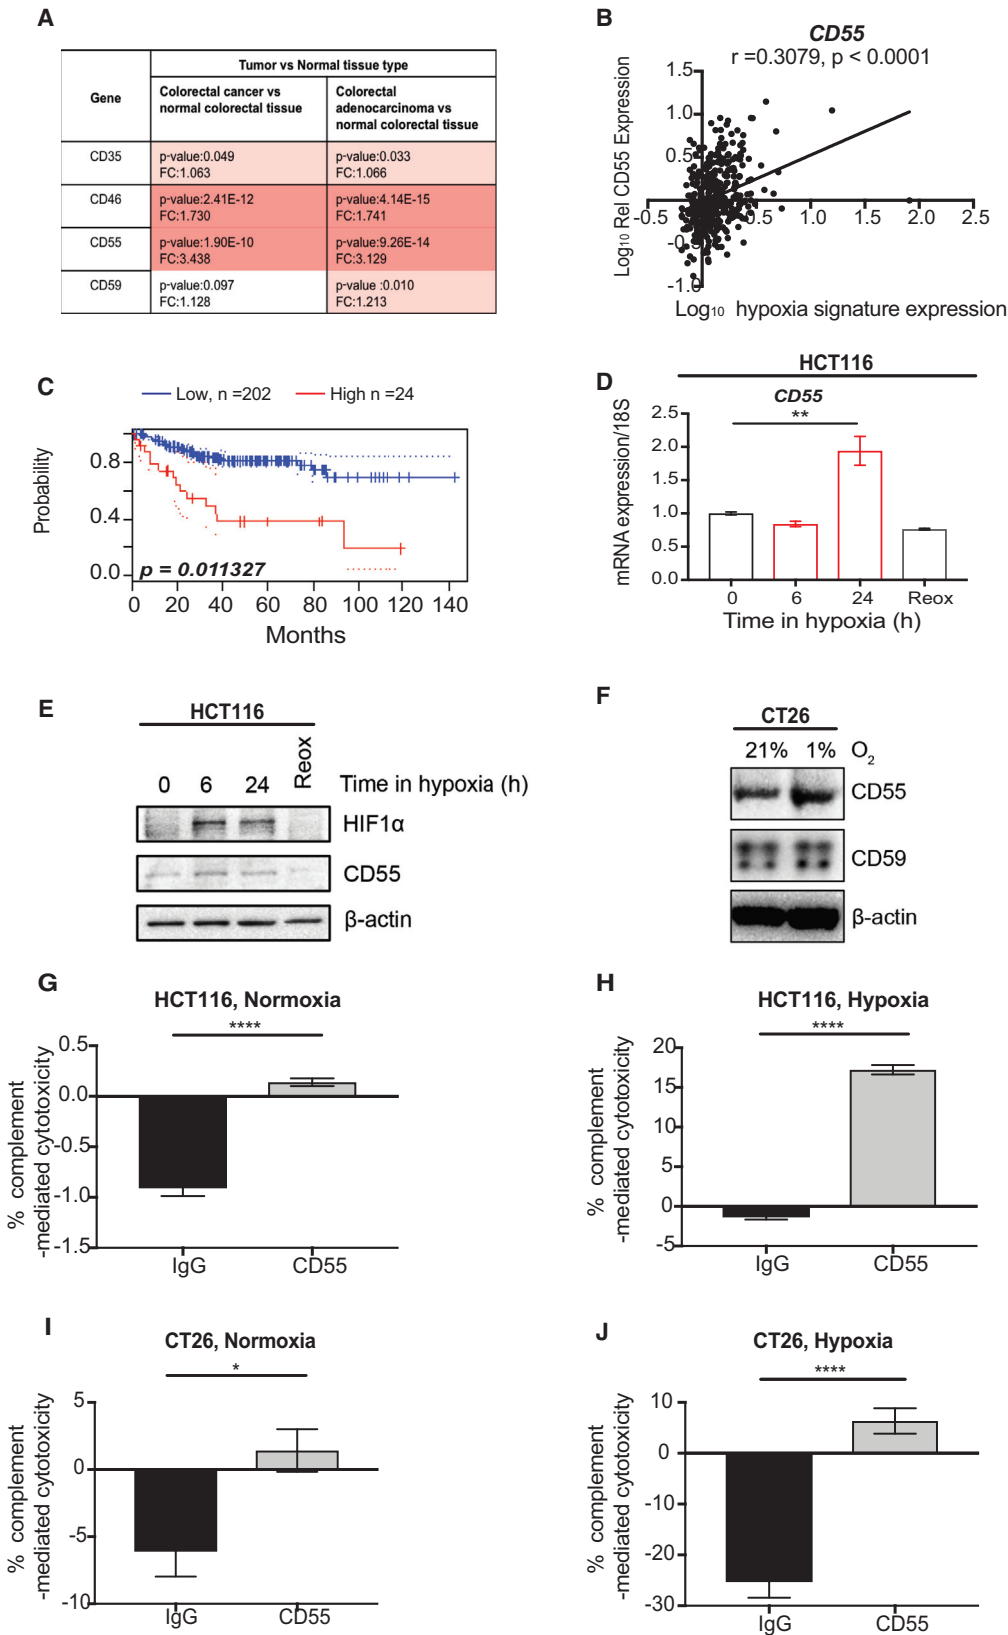 A
Tumor vs Normal tissue type
Gene
Colorectal cancer vs
normal colorectal tissue
Colorectal
adenocarcinoma vs
normal colorectal tissue
CD35
p-value:0.049
FC:1.063
p-value:0.033
FC:1.066
CD46
p-value:2.41E-12
FC:1.730
p-value:4.14E-15
FC:1.741
CD55
p-value:1.90E-10
FC:3.438
p-value:9.26E-14
FC:3.129
CD59
p-value:0.097
FC:1.128
p-value :0.010
FC:1.213
B
CD55
r =0.3079, p < 0.0001
Log10 Rel CD55 Expression
1.5
1.0
0.5
-0.5
-1.0
-0.5
0.5
1.0
1.5
2.0
2.5
Log10 hypoxia signature expression
C
Low, n =202
High n =24
Probability
0.8
0.4
0.0
p = 0.011327
0 20 40 60 80 100 120 140
Months
D
HCT116
CD55
**
mRNA expression/18S
2.5
2.0
1.5
1.0
0.5
0.0
0 6 24 Reox
Time in hypoxia (h)
E
HCT116
0 6 24 Reox
Time in hypoxia (h)
HIF1α
CD55
β-actin
F
CT26
21% 1% O2
CD55
CD59
β-actin
G
HCT116, Normoxia
****
% complement
-mediated cytotoxicity
0.5
0.0
-0.5
-1.0
-1.5
IgG CD55
H
HCT116, Hypoxia
****
% complement
-mediated cytotoxicity
20
15
10
5
0
-5
IgG CD55
I
CT26, Normoxia
*
% complement
-mediated cytotoxicity
5
0
-5
-10
IgG CD55
J
CT26, Hypoxia
****
% complement
-mediated cytotoxicity
10
0
-10
-20
-30
IgG CD55